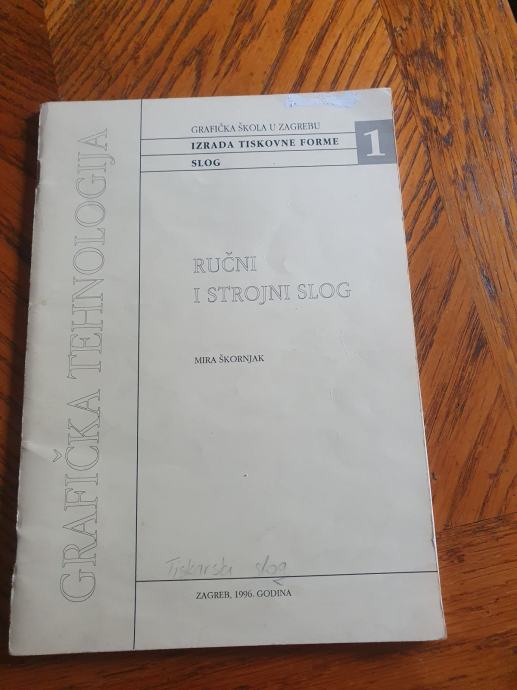 GRAFIČKA TEHNOLOGIJA
GRAFIČKA ŠKOLA U ZAGREBU
IZRADA TISKOVNE FORME
1
SLOG
RUČNI
I STROJNI SLOG
MIRA ŠKORNJAK
Tiskarski slog
ZAGREB, 1996. GODINA